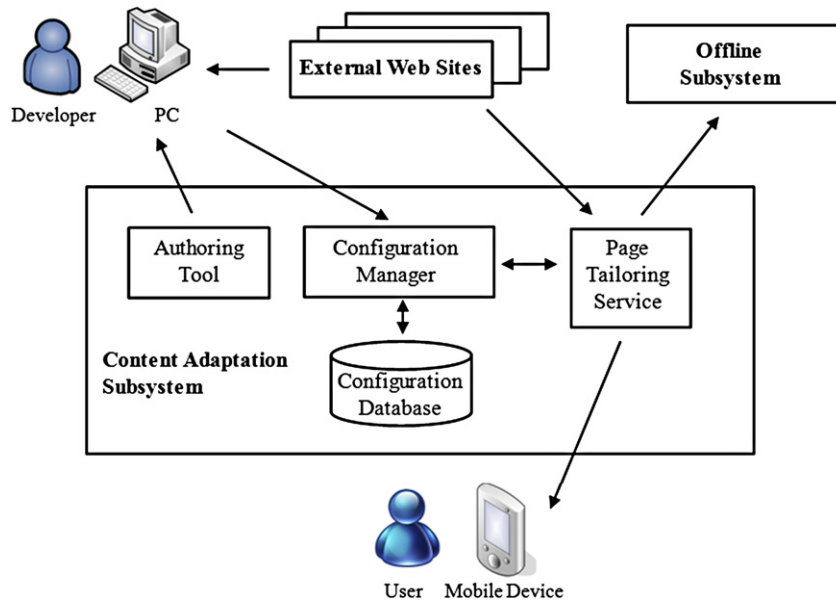 External Web Sites
Offline
Subsystem
Developer
PC
Authoring
Tool
Configuration
Manager
Page
Tailoring
Service
Content Adaptation
Subsystem
Configuration
Database
User
Mobile Device